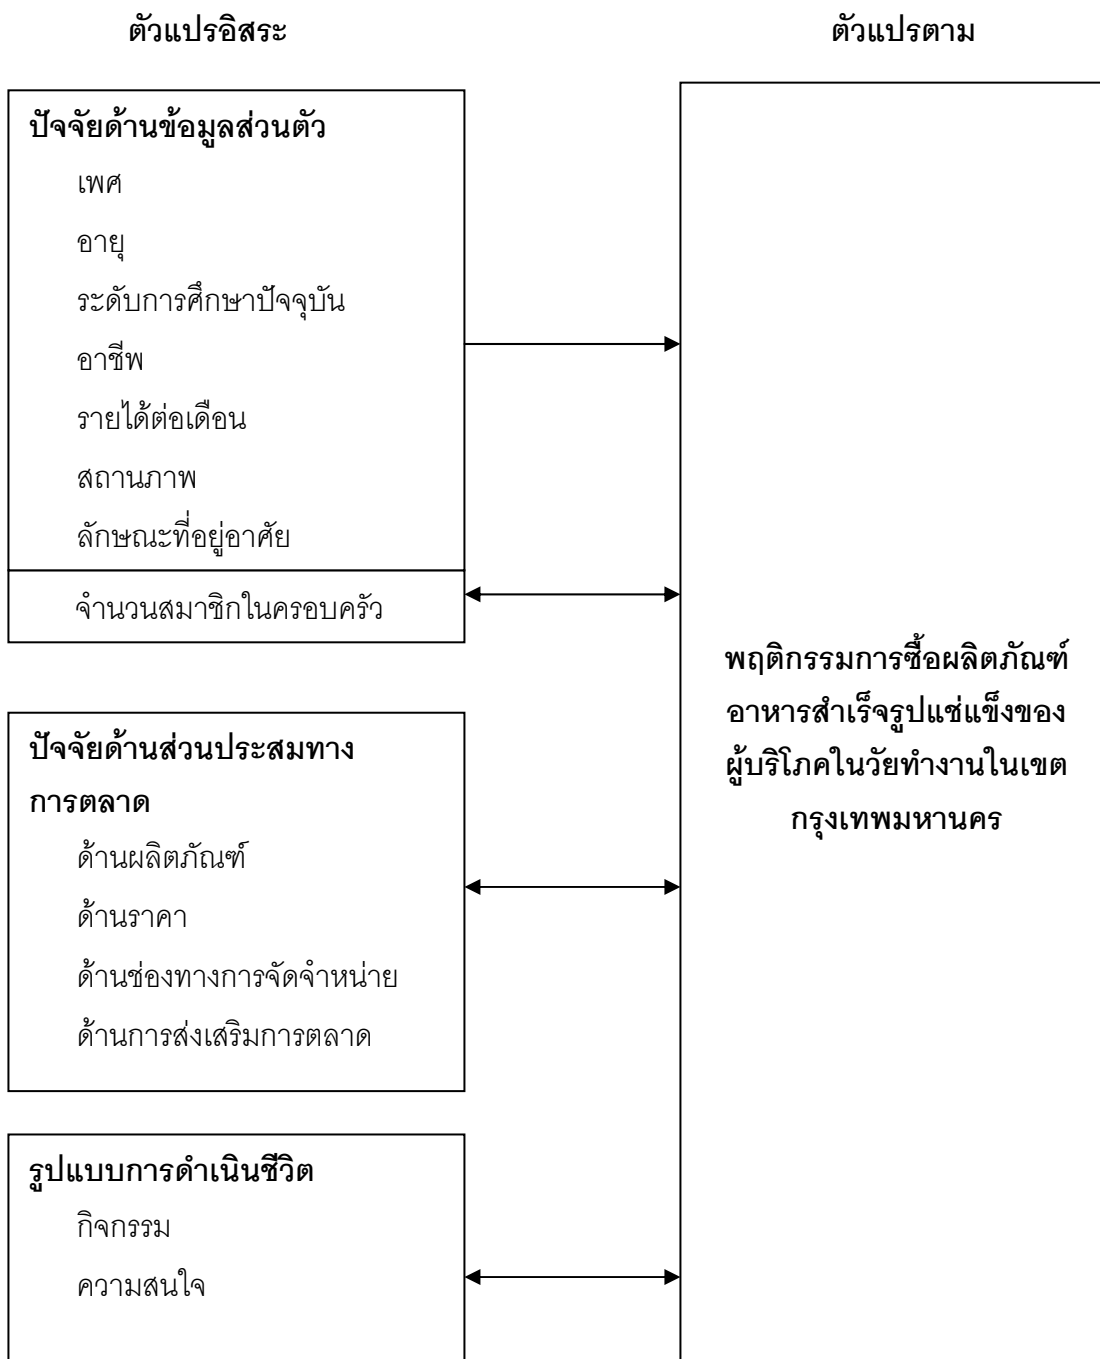 ตัวแปรอิสระ
ตัวแปรตาม
ปัจจัยด้านข้อมูลส่วนตัว
เพศ
อายุ
ระดับการศึกษาปัจจุบัน
อาชีพ
รายได้ต่อเดือน
สถานภาพ
ลักษณะที่อยู่อาศัย
จำนวนสมาชิกในครอบครัว
ปัจจัยด้านส่วนประสมทาง
การตลาด
ด้านผลิตภัณฑ์
ด้านราคา
ด้านช่องทางการจัดจำหน่าย
ด้านการส่งเสริมการตลาด
รูปแบบการดำเนินชีวิต
กิจกรรม
ความสนใจ
พฤติกรรมการซื้อผลิตภัณฑ์
อาหารสำเร็จรูปแช่แข็งของ
ผู้บริโภคในวัยทำงานในเขต
กรุงเทพมหานคร